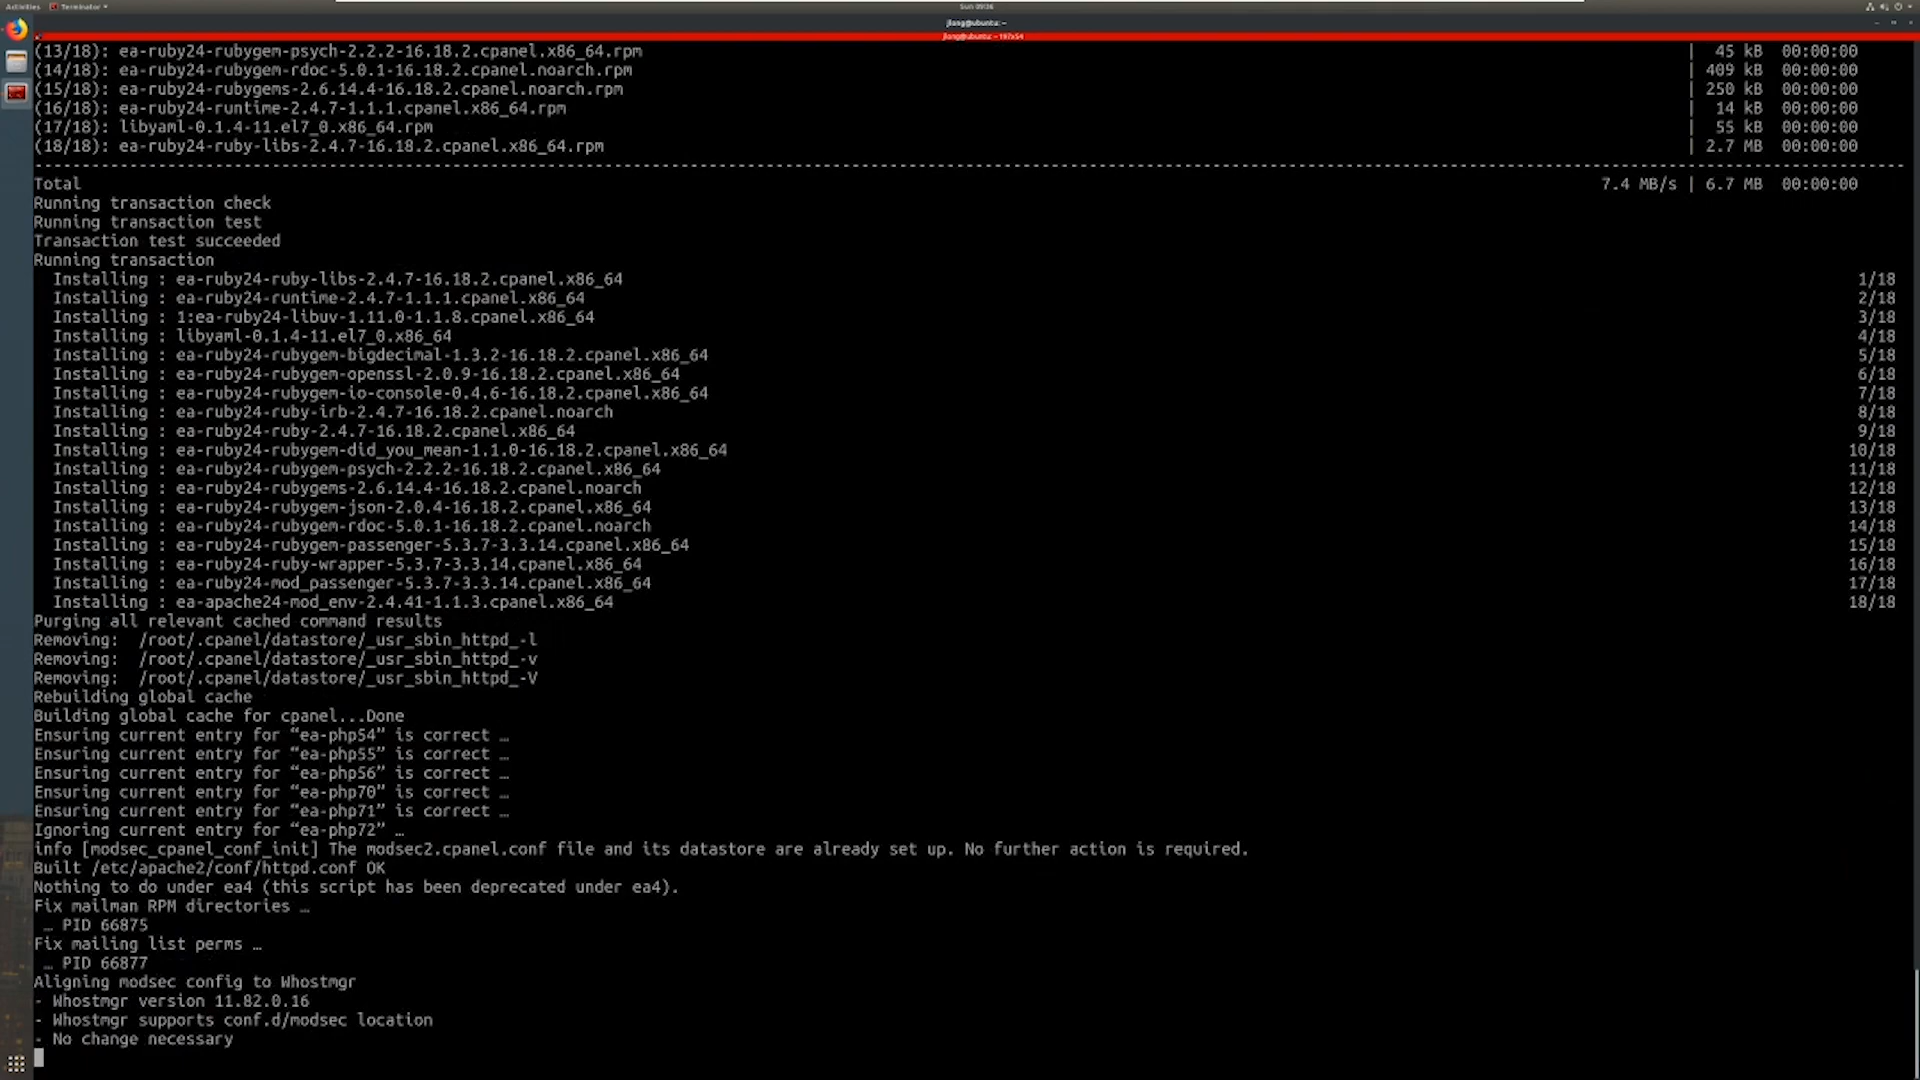 Activities Terminator ▾ Sun 09:36
jlong@ubuntu: ~
jlong@ubuntu: ~ 197x54
(13/18): ea-ruby24-rubygem-psych-2.2.2-16.18.2.cpanel.x86_64.rpm | 45 kB 00:00:00
(14/18): ea-ruby24-rubygem-rdoc-5.0.1-16.18.2.cpanel.noarch.rpm | 409 kB 00:00:00
(15/18): ea-ruby24-rubygems-2.6.14.4-16.18.2.cpanel.noarch.rpm | 250 kB 00:00:00
(16/18): ea-ruby24-runtime-2.4.7-1.1.1.cpanel.x86_64.rpm | 14 kB 00:00:00
(17/18): libyaml-0.1.4-11.el7_0.x86_64.rpm | 55 kB 00:00:00
(18/18): ea-ruby24-ruby-libs-2.4.7-16.18.2.cpanel.x86_64.rpm | 2.7 MB 00:00:00
Total 7.4 MB/s | 6.7 MB 00:00:00
Running transaction check
Running transaction test
Transaction test succeeded
Running transaction
Installing : ea-ruby24-ruby-libs-2.4.7-16.18.2.cpanel.x86_64 1/18
Installing : ea-ruby24-runtime-2.4.7-1.1.1.cpanel.x86_64 2/18
Installing : 1:ea-ruby24-libuv-1.11.0-1.1.8.cpanel.x86_64 3/18
Installing : libyaml-0.1.4-11.el7_0.x86_64 4/18
Installing : ea-ruby24-rubygem-bigdecimal-1.3.2-16.18.2.cpanel.x86_64 5/18
Installing : ea-ruby24-rubygem-openssl-2.0.9-16.18.2.cpanel.x86_64 6/18
Installing : ea-ruby24-rubygem-io-console-0.4.6-16.18.2.cpanel.x86_64 7/18
Installing : ea-ruby24-ruby-irb-2.4.7-16.18.2.cpanel.noarch 8/18
Installing : ea-ruby24-ruby-2.4.7-16.18.2.cpanel.x86_64 9/18
Installing : ea-ruby24-rubygem-did_you_mean-1.1.0-16.18.2.cpanel.x86_64 10/18
Installing : ea-ruby24-rubygem-psych-2.2.2-16.18.2.cpanel.x86_64 11/18
Installing : ea-ruby24-rubygems-2.6.14.4-16.18.2.cpanel.noarch 12/18
Installing : ea-ruby24-rubygem-json-2.0.4-16.18.2.cpanel.x86_64 13/18
Installing : ea-ruby24-rubygem-rdoc-5.0.1-16.18.2.cpanel.noarch 14/18
Installing : ea-ruby24-rubygem-passenger-5.3.7-3.3.14.cpanel.x86_64 15/18
Installing : ea-ruby24-ruby-wrapper-5.3.7-3.3.14.cpanel.x86_64 16/18
Installing : ea-ruby24-mod_passenger-5.3.7-3.3.14.cpanel.x86_64 17/18
Installing : ea-apache24-mod_env-2.4.41-1.1.3.cpanel.x86_64 18/18
Purging all relevant cached command results
Removing: /root/.cpanel/datastore/_usr_sbin_httpd_-l
Removing: /root/.cpanel/datastore/_usr_sbin_httpd_-v
Removing: /root/.cpanel/datastore/_usr_sbin_httpd_-V
Rebuilding global cache
Building global cache for cpanel...Done
Ensuring current entry for “ea-php54” is correct …
Ensuring current entry for “ea-php55” is correct …
Ensuring current entry for “ea-php56” is correct …
Ensuring current entry for “ea-php70” is correct …
Ensuring current entry for “ea-php71” is correct …
Ignoring current entry for “ea-php72” …
info [modsec_cpanel_conf_init] The modsec2.cpanel.conf file and its datastore are already set up. No further action is required.
Built /etc/apache2/conf/httpd.conf OK
Nothing to do under ea4 (this script has been deprecated under ea4).
Fix mailman RPM directories …
… PID 66875
Fix mailing list perms …
… PID 66877
Aligning modsec config to Whostmgr
- Whostmgr version 11.82.0.16
- Whostmgr supports conf.d/modsec location
- No change necessary